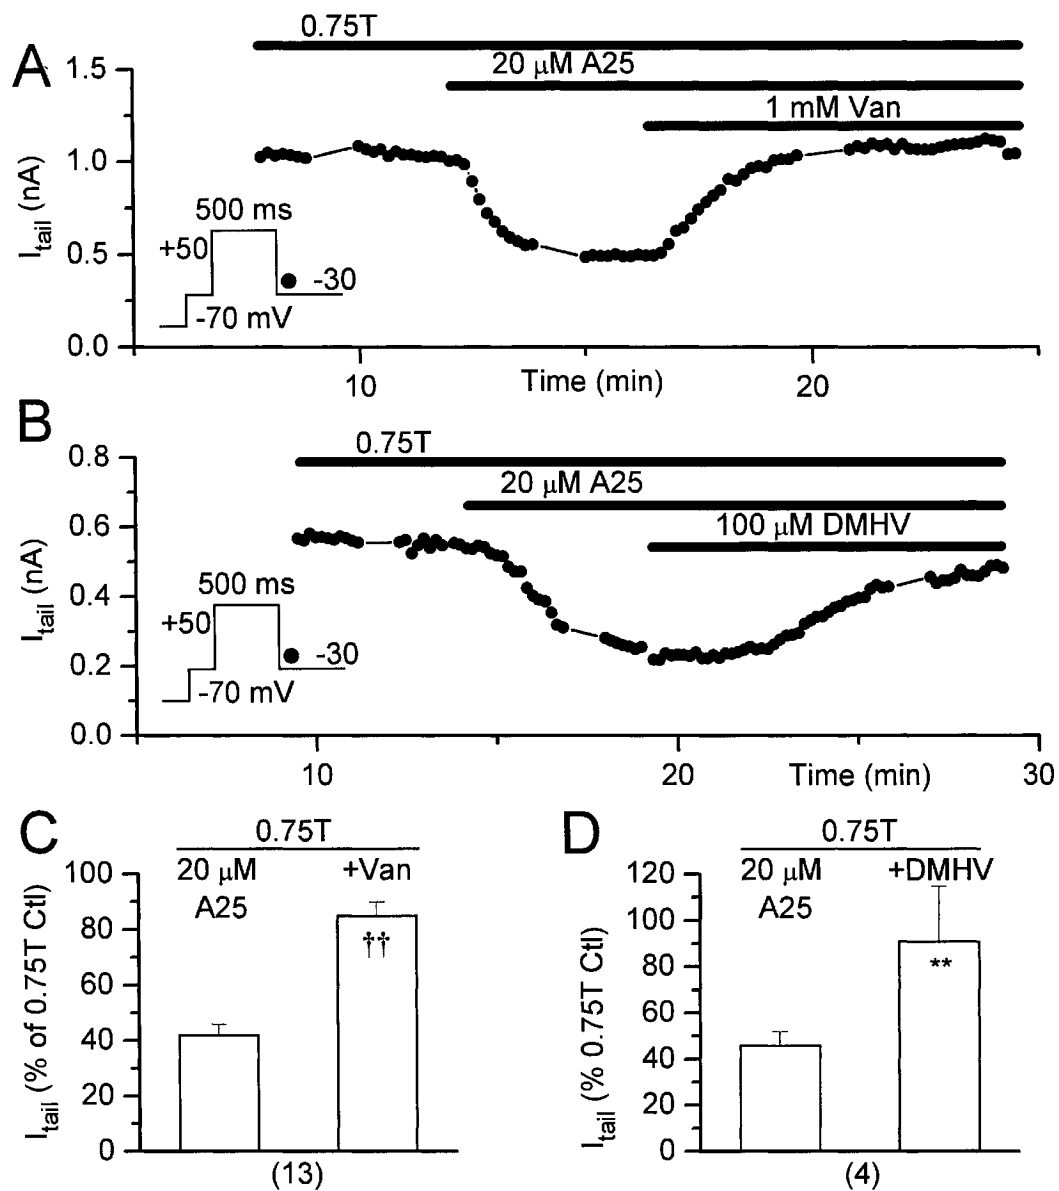 A
0.75T
20 μM A25
1 mM Van
1.5
1.0
0.5
0.0
I_tail (nA)
500 ms
+50
-30
-70 mV
10
Time (min)
20
B
0.75T
20 μM A25
100 μM DMHV
0.8
0.6
0.4
0.2
0.0
I_tail (nA)
500 ms
+50
-30
-70 mV
10
20
Time (min)
30
C
0.75T
20 μM
A25
+Van
100
80
60
40
20
0
I_tail (% of 0.75T Ctl)
††
(13)
D
0.75T
20 μM
A25
+DMHV
120
100
80
60
40
20
0
I_tail (% 0.75T Ctl)
**
(4)